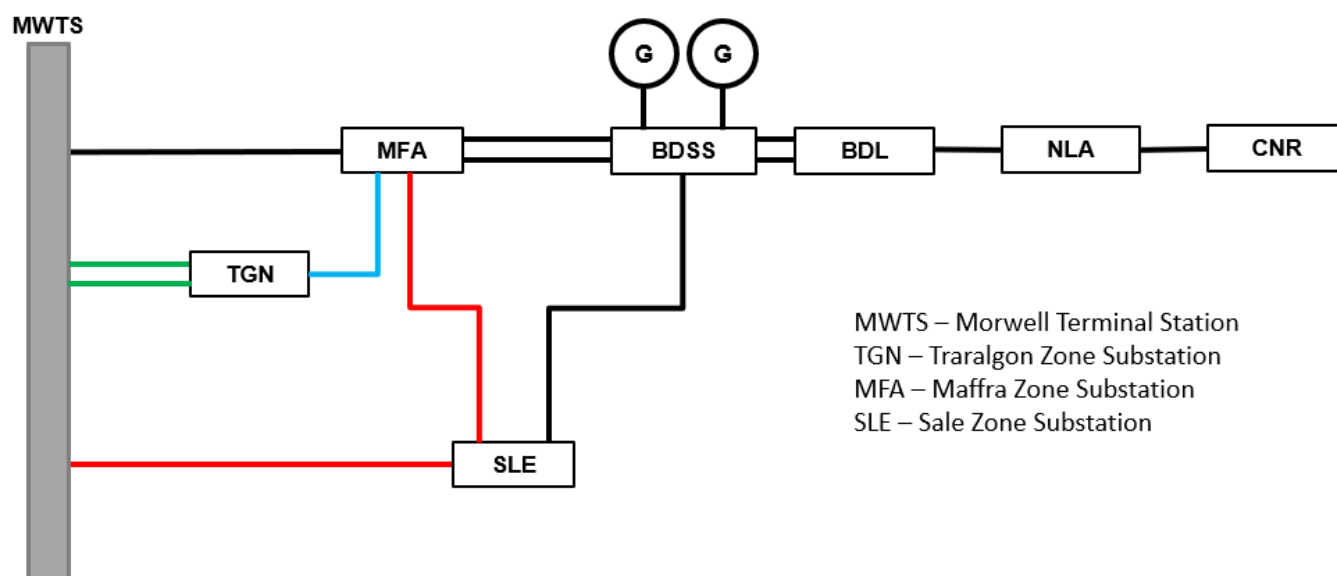 MWTS
G G
MFA BDSS BDL NLA CNR
TGN
MWTS – Morwell Terminal Station
TGN – Traralgon Zone Substation
MFA – Maffra Zone Substation
SLE – Sale Zone Substation
SLE